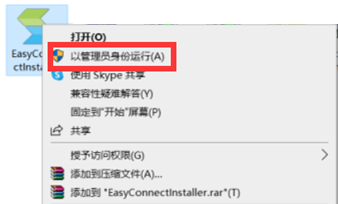 EasyCo
ctInstal
打开(O)
以管理员身份运行(A)
使用 Skype 共享
兼容性疑难解答(Y)
固定到"开始"屏幕(P)
共享
授予访问权限(G)
添加到压缩文件(A)...
添加到 "EasyConnectInstaller.rar"(T)